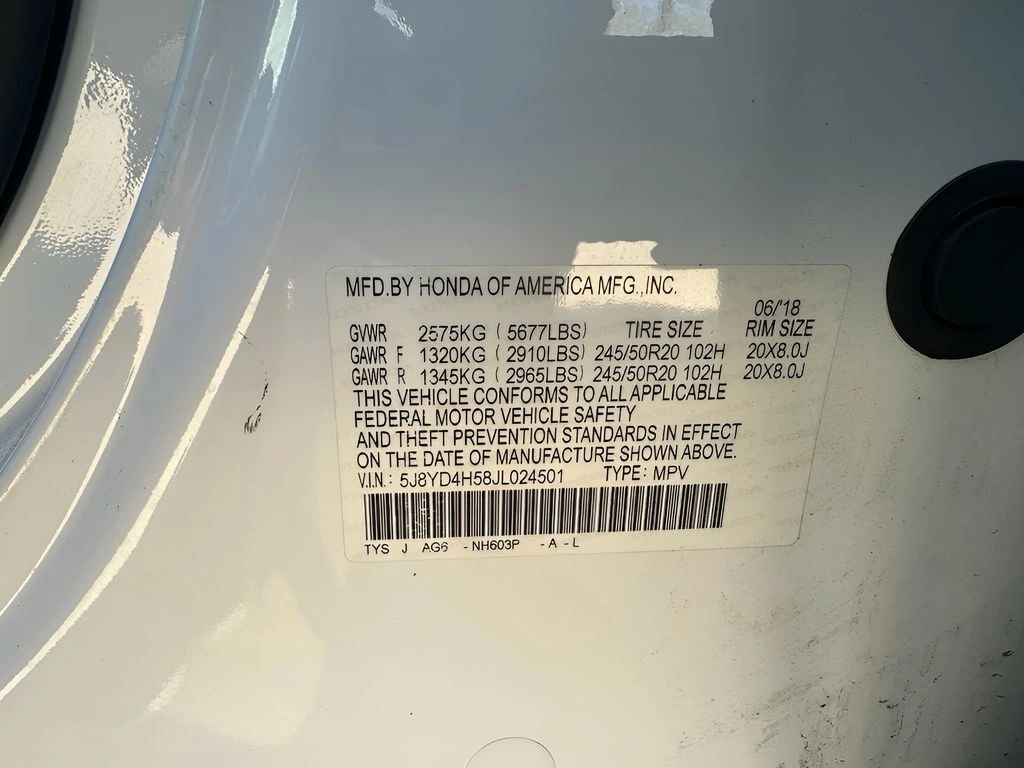 MFD.BY HONDA OF AMERICA MFG.,INC.
06/'18
GVWR 2575KG ( 5677LBS) TIRE SIZE RIM SIZE
GAWR F 1320KG ( 2910LBS) 245/50R20 102H 20X8.0J
GAWR R 1345KG ( 2965LBS) 245/50R20 102H 20X8.0J
THIS VEHICLE CONFORMS TO ALL APPLICABLE
FEDERAL MOTOR VEHICLE SAFETY
AND THEFT PREVENTION STANDARDS IN EFFECT
ON THE DATE OF MANUFACTURE SHOWN ABOVE.
V.I.N.: 5J8YD4H58JL024501 TYPE: MPV
TYS J AG6 -NH603P -A-L